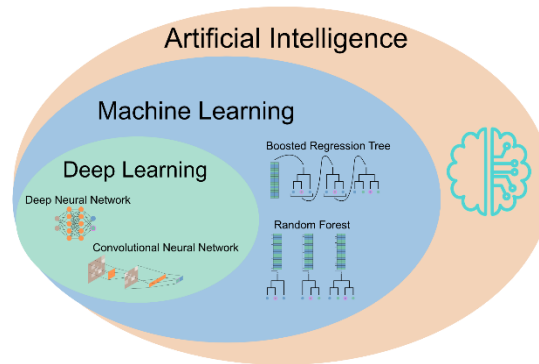 Artificial Intelligence
Machine Learning
Boosted Regression Tree
Deep Learning
Deep Neural Network
Random Forest
Convolutional Neural Network